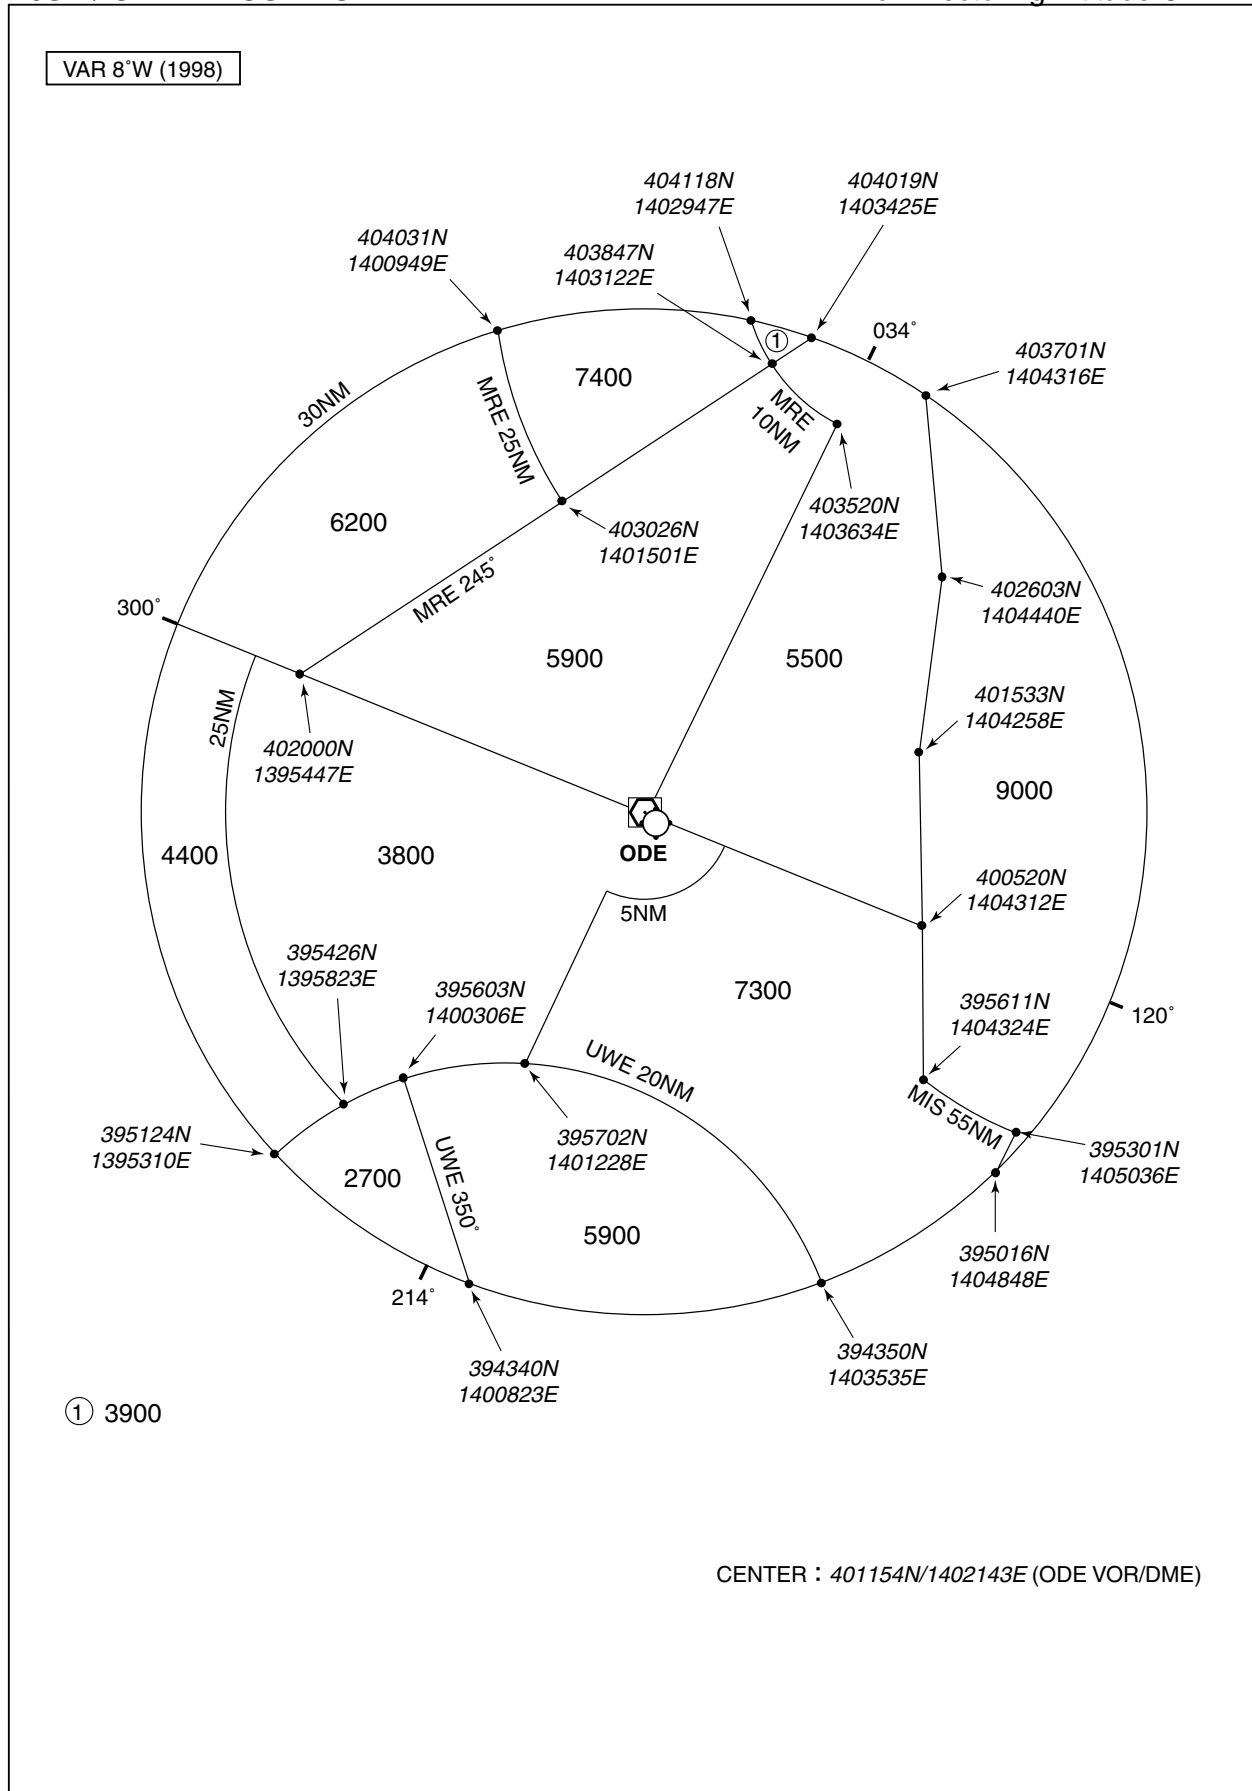 VAR 8˚W (1998)
404118N
1402947E
404019N
1403425E
404031N
1400949E
403847N
1403122E
①
034˚
403701N
1404316E
7400
30NM
MRE 25NM
MRE
10NM
6200
403026N
1401501E
403520N
1403634E
402603N
1404440E
MRE 245˚
300˚
5900
5500
25NM
402000N
1395447E
401533N
1404258E
9000
4400
3800
ODE
5NM
400520N
1404312E
395426N
1395823E
395603N
1400306E
7300
395611N
1404324E
120˚
UWE 20NM
MIS 55NM
395124N
1395310E
2700
UWE 350˚
395702N
1401228E
395301N
1405036E
5900
395016N
1404848E
214˚
394340N
1400823E
394350N
1403535E
① 3900
CENTER : 401154N/1402143E (ODE VOR/DME)